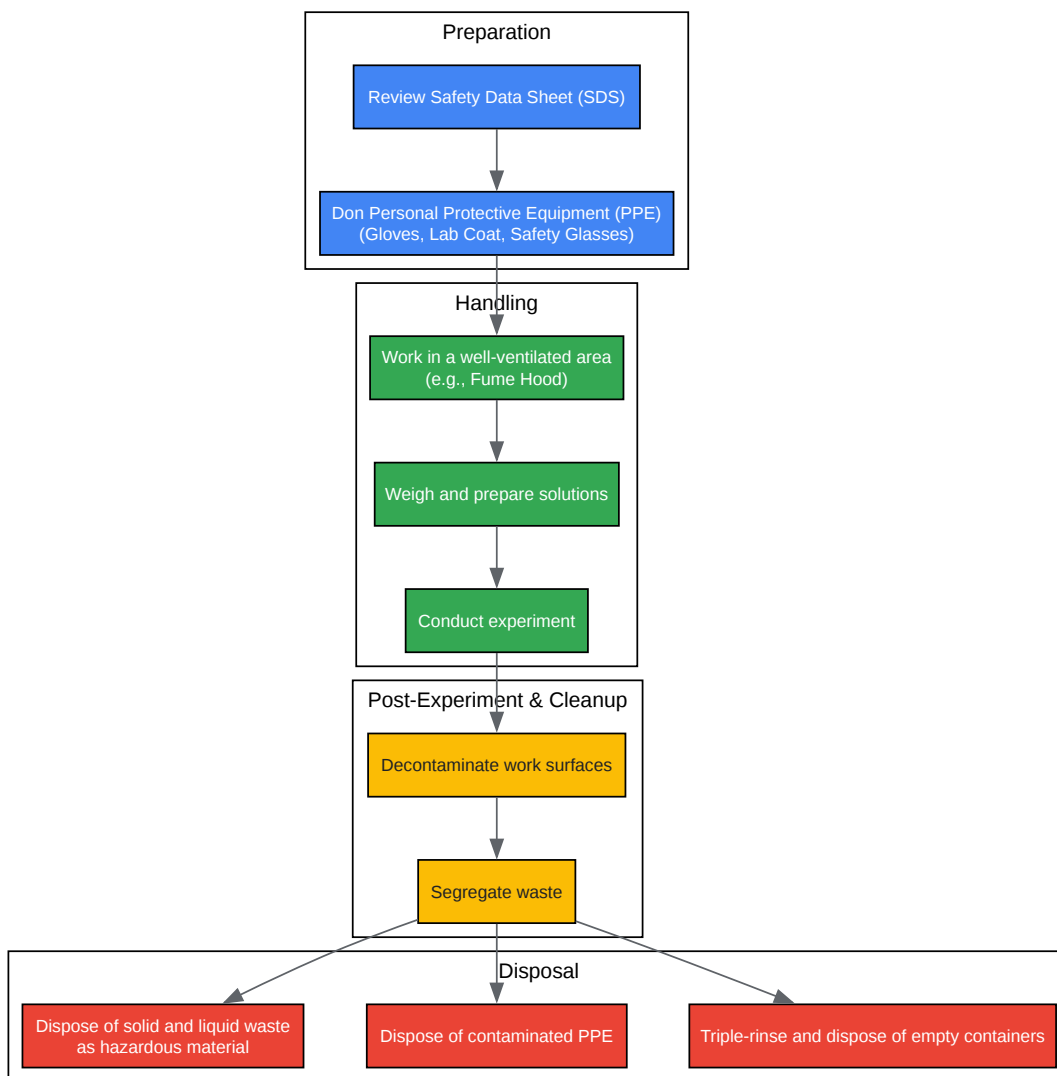 Preparation
Review Safety Data Sheet (SDS)
Don Personal Protective Equipment (PPE)
(Gloves, Lab Coat, Safety Glasses)
Handling
Work in a well-ventilated area
(e.g., Fume Hood)
Weigh and prepare solutions
Conduct experiment
Post-Experiment & Cleanup
Decontaminate work surfaces
Segregate waste
Disposal
Dispose of solid and liquid waste
as hazardous material
Dispose of contaminated PPE
Triple-rinse and dispose of empty containers